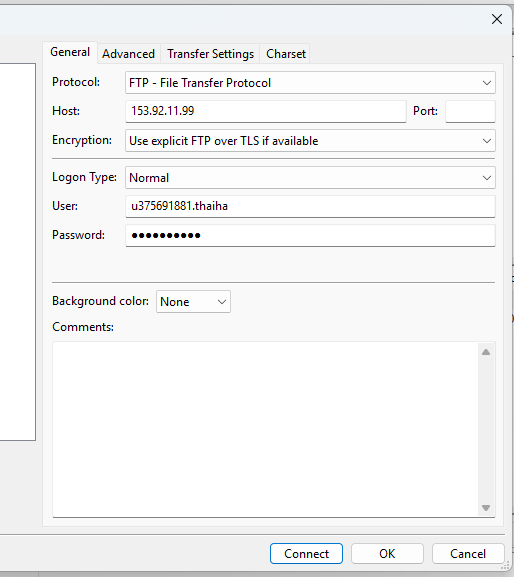 General Advanced Transfer Settings Charset
Protocol: FTP - File Transfer Protocol
Host: 153.92.11.99 Port:
Encryption: Use explicit FTP over TLS if available
Logon Type: Normal
User: u375691881.thaiha
Password: ●●●●●●●●●●
Background color: None
Comments:
Connect OK Cancel